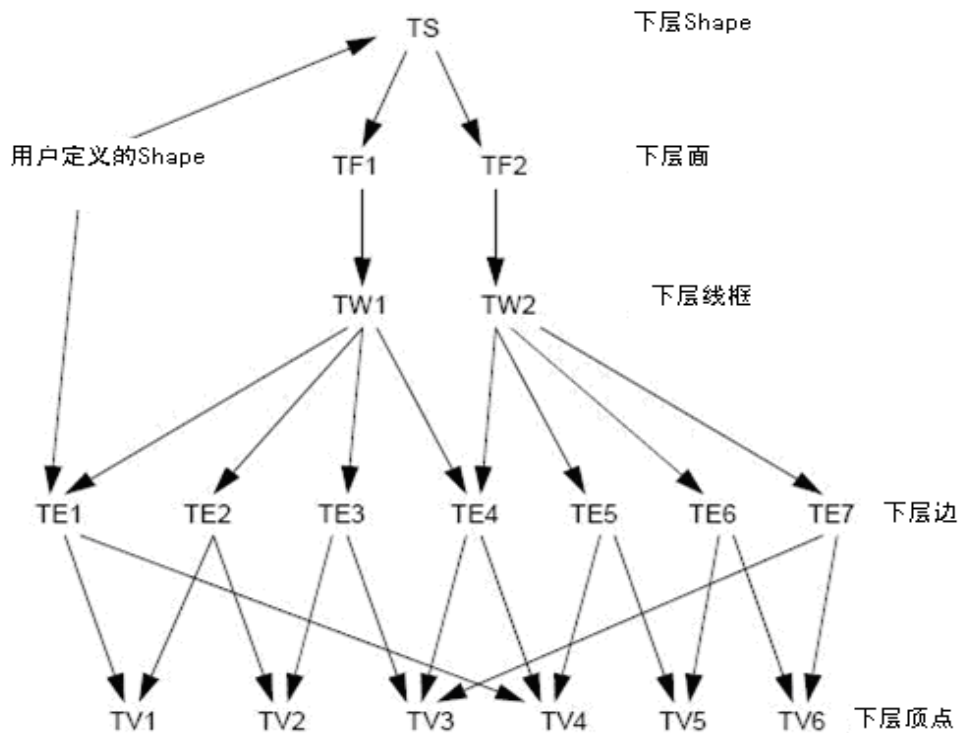 TS 下层Shape
用户定义的Shape TF1 TF2 下层面
TW1 TW2 下层线框
TE1 TE2 TE3 TE4 TE5 TE6 TE7 下层边
TV1 TV2 TV3 TV4 TV5 TV6 下层顶点